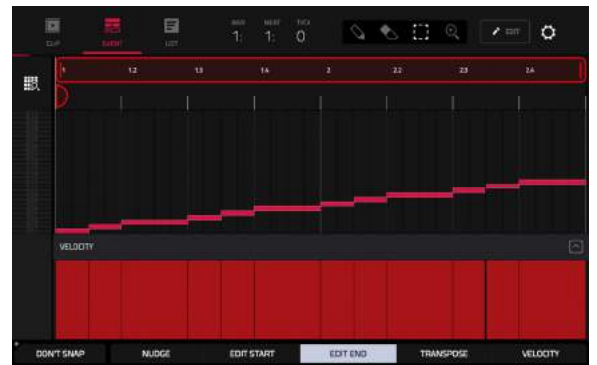 CLIP
EVENT
LIST
BAR BEAT TICK
1: 1: 0
EDIT
1 1.2 1.3 1.4 2 2.2 2.3 2.4
VELOCITY
DON'T SNAP NUDGE EDIT START EDIT END TRANSPOSE VELOCITY